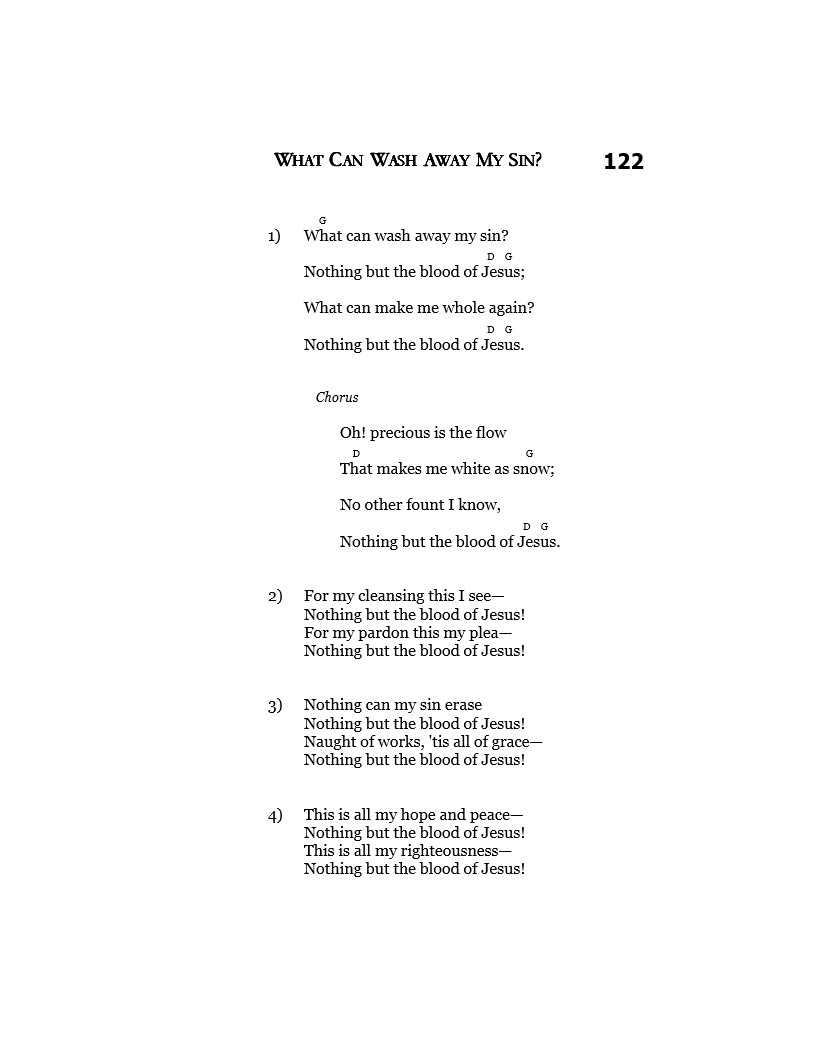 WHAT CAN WASH AWAY MY SIN? 122
G
1) What can wash away my sin?
D G
Nothing but the blood of Jesus;
What can make me whole again?
D G
Nothing but the blood of Jesus.
Chorus
Oh! precious is the flow
D G
That makes me white as snow;
No other fount I know,
D G
Nothing but the blood of Jesus.
2) For my cleansing this I see—
Nothing but the blood of Jesus!
For my pardon this my plea—
Nothing but the blood of Jesus!
3) Nothing can my sin erase
Nothing but the blood of Jesus!
Naught of works, 'tis all of grace—
Nothing but the blood of Jesus!
4) This is all my hope and peace—
Nothing but the blood of Jesus!
This is all my righteousness—
Nothing but the blood of Jesus!